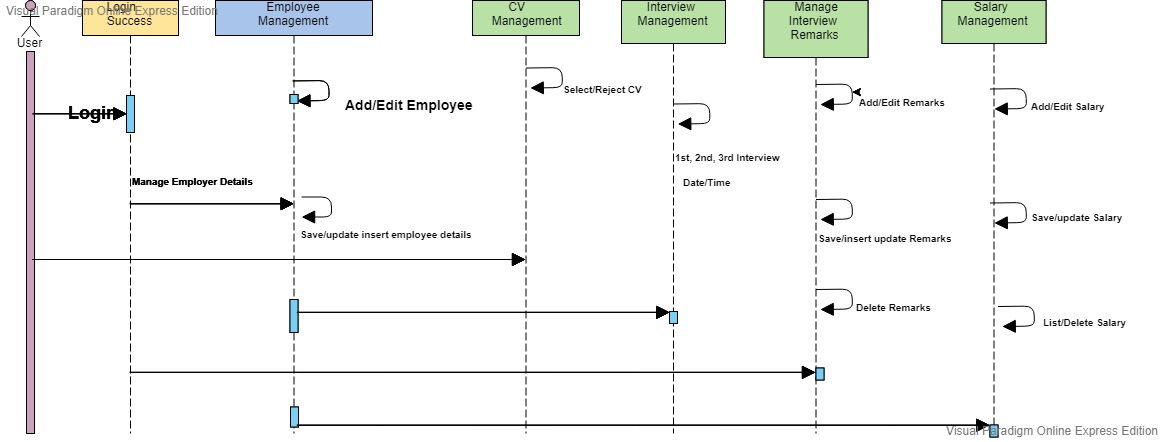 Visual Paradigm Online Express Edition
Login
Success
Employee
Management
CV
Management
Interview
Management
Manage
Interview
Remarks
Salary
Management
User
Select/Reject CV
Add/Edit Employee
Add/Edit Remarks
Add/Edit Salary
Login
1st, 2nd, 3rd Interview
Date/Time
Manage Employer Details
Save/update Salary
Save/update insert employee details
Save/insert update Remarks
Delete Remarks
List/Delete Salary
Visual Paradigm Online Express Edition